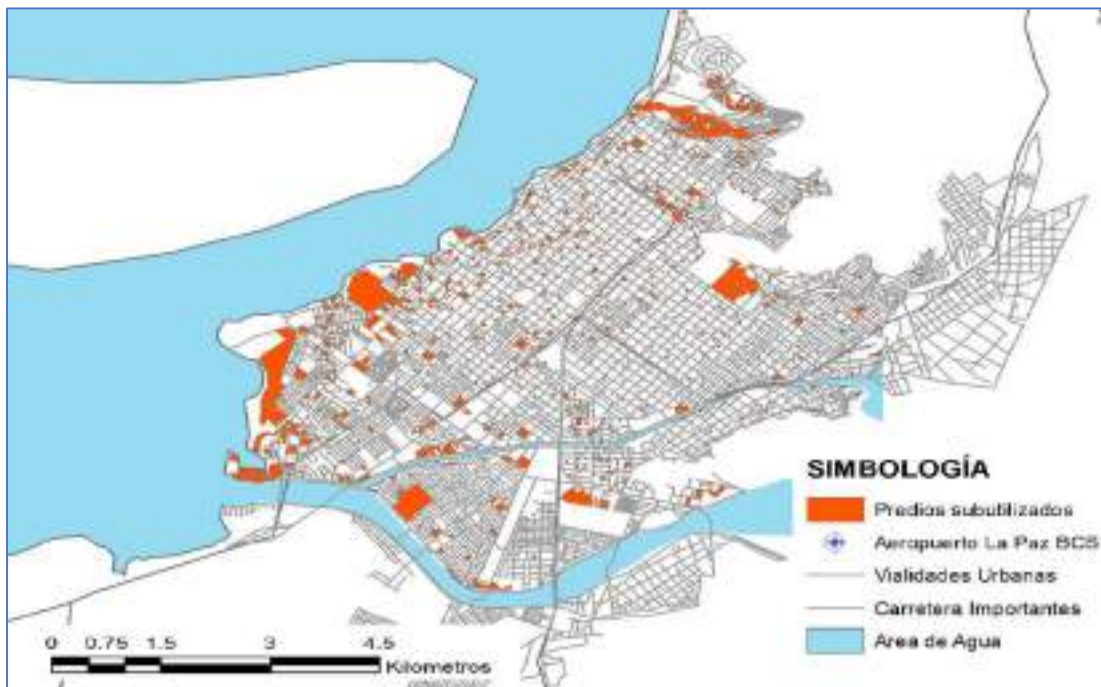 SIMBOLOGÍA
Predios subutilizados
Aeropuerto La Paz BCS
Vialidades Urbanas
Carretera Importantes
Area de Agua
0 0.75 1.5 3 4.5
Kilometros